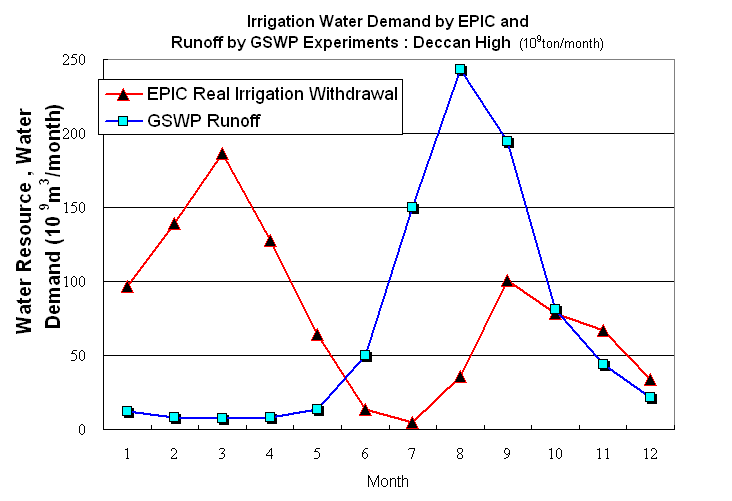 Irrigation Water Demand by EPIC and
Runoff by GSWP Experiments : Deccan High (10⁹ton/month)
EPIC Real Irrigation Withdrawal
GSWP Runoff
Water Resource , Water
Demand (10 ⁹m³/month)
250
200
150
100
50
0
1 2 3 4 5 6 7 8 9 10 11 12
Month